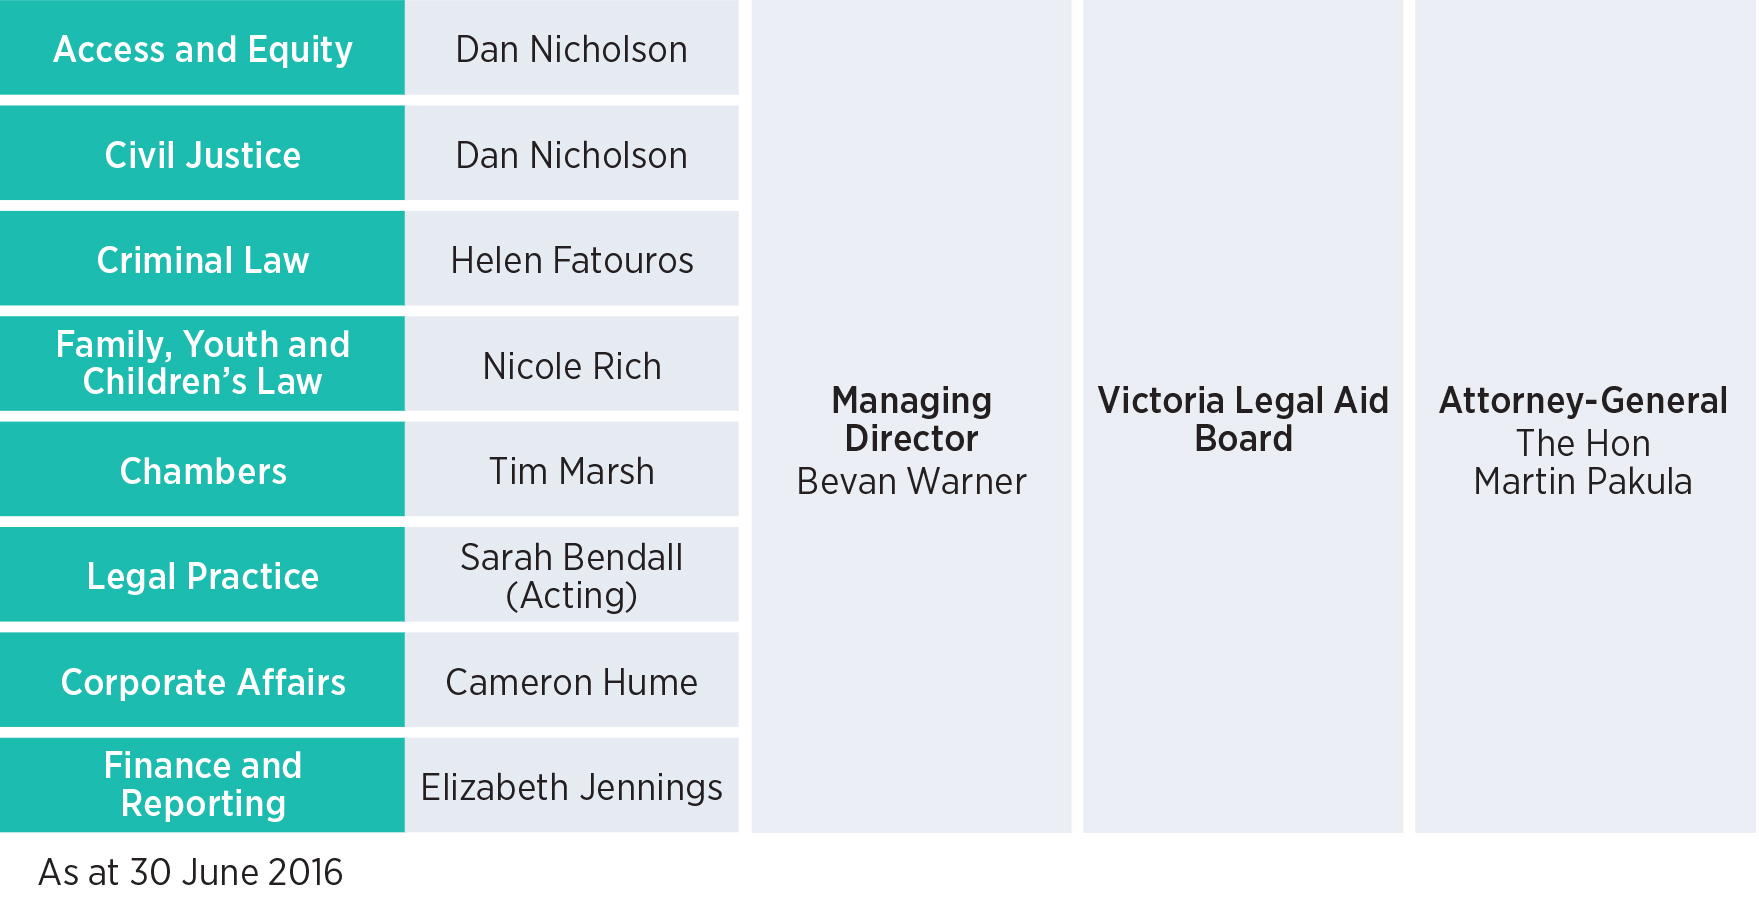 Access and Equity
Dan Nicholson
Civil Justice
Dan Nicholson
Criminal Law
Helen Fatouros
Family, Youth and
Children’s Law
Nicole Rich
Chambers
Tim Marsh
Legal Practice
Sarah Bendall
(Acting)
Corporate Affairs
Cameron Hume
Finance and
Reporting
Elizabeth Jennings
Managing
Director
Bevan Warner
Victoria Legal Aid
Board
Attorney-General
The Hon
Martin Pakula
As at 30 June 2016